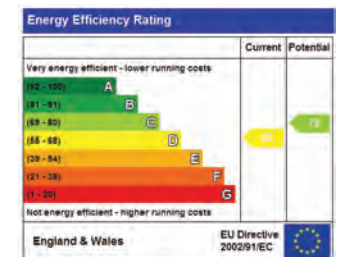 Energy Efficiency Rating
Current Potential
Very energy efficient - lower running costs
(92 - 100) A
(81 - 91) B
(69 - 80) C
(55 - 68) D
(39 - 54) E
(21 - 38) F
(1 - 20) G
Not energy efficient - higher running costs
England & Wales
EU Directive
2002/91/EC